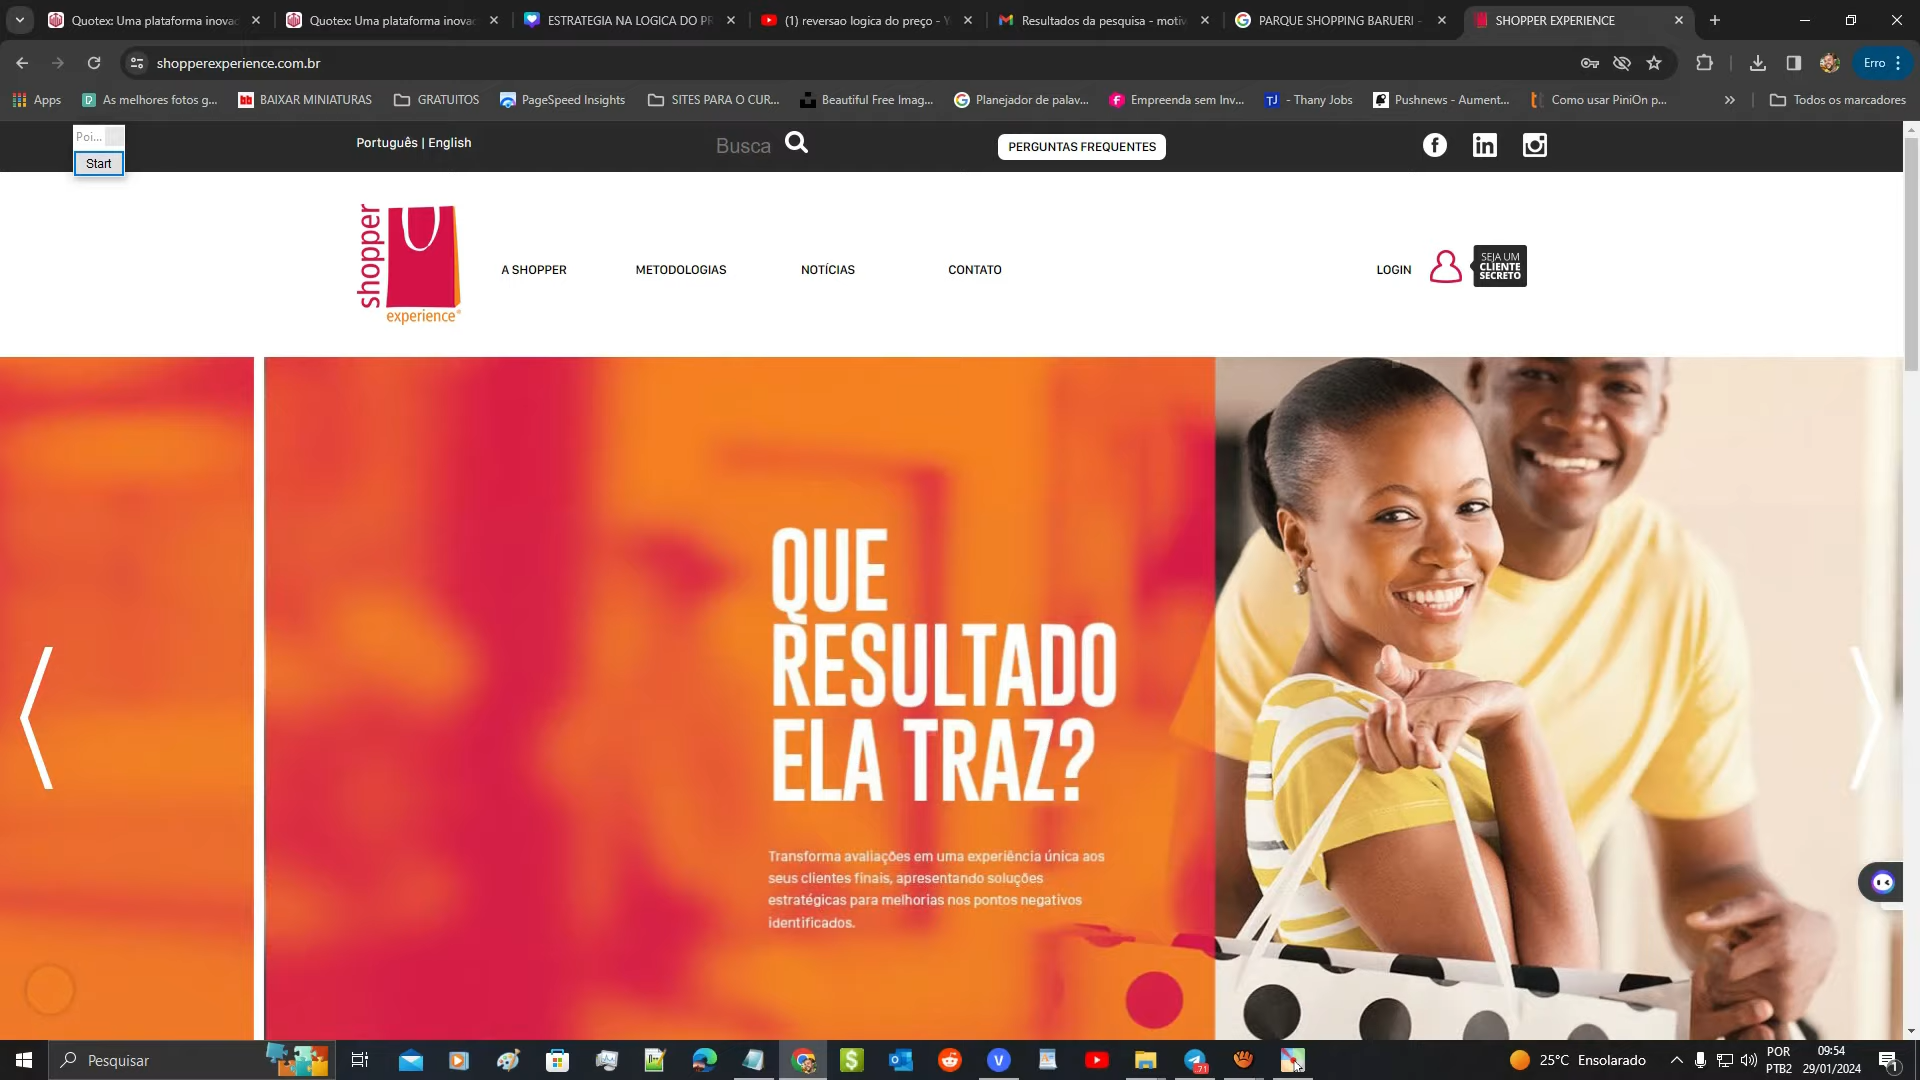 Quotex: Uma plataforma inovad
Quotex: Uma plataforma inovad
ESTRATEGIA NA LOGICA DO PR
(1) reversao logica do preço - Y
Resultados da pesquisa - motiv
PARQUE SHOPPING BARUERI -
SHOPPER EXPERIENCE
shopperexperience.com.br
Erro
Apps
As melhores fotos g...
BAIXAR MINIATURAS
GRATUITOS
PageSpeed Insights
SITES PARA O CUR...
Beautiful Free Imag...
Planejador de palav...
Empreenda sem Inv...
- Thany Jobs
Pushnews - Aument...
Como usar PiniOn p...
»
Todos os marcadores
Poi...
Start
Português | English
Busca
PERGUNTAS FREQUENTES
shopper
experience®
A SHOPPER
METODOLOGIAS
NOTÍCIAS
CONTATO
LOGIN
SEJA UM
CLIENTE
SECRETO
QUE
RESULTADO
ELA TRAZ?
Transforma avaliações em uma experiência única aos
seus clientes finais, apresentando soluções
estratégicas para melhorias nos pontos negativos
identificados.
Pesquisar
71
25°C Ensolarado
POR
PTB2
09:54
29/01/2024
1